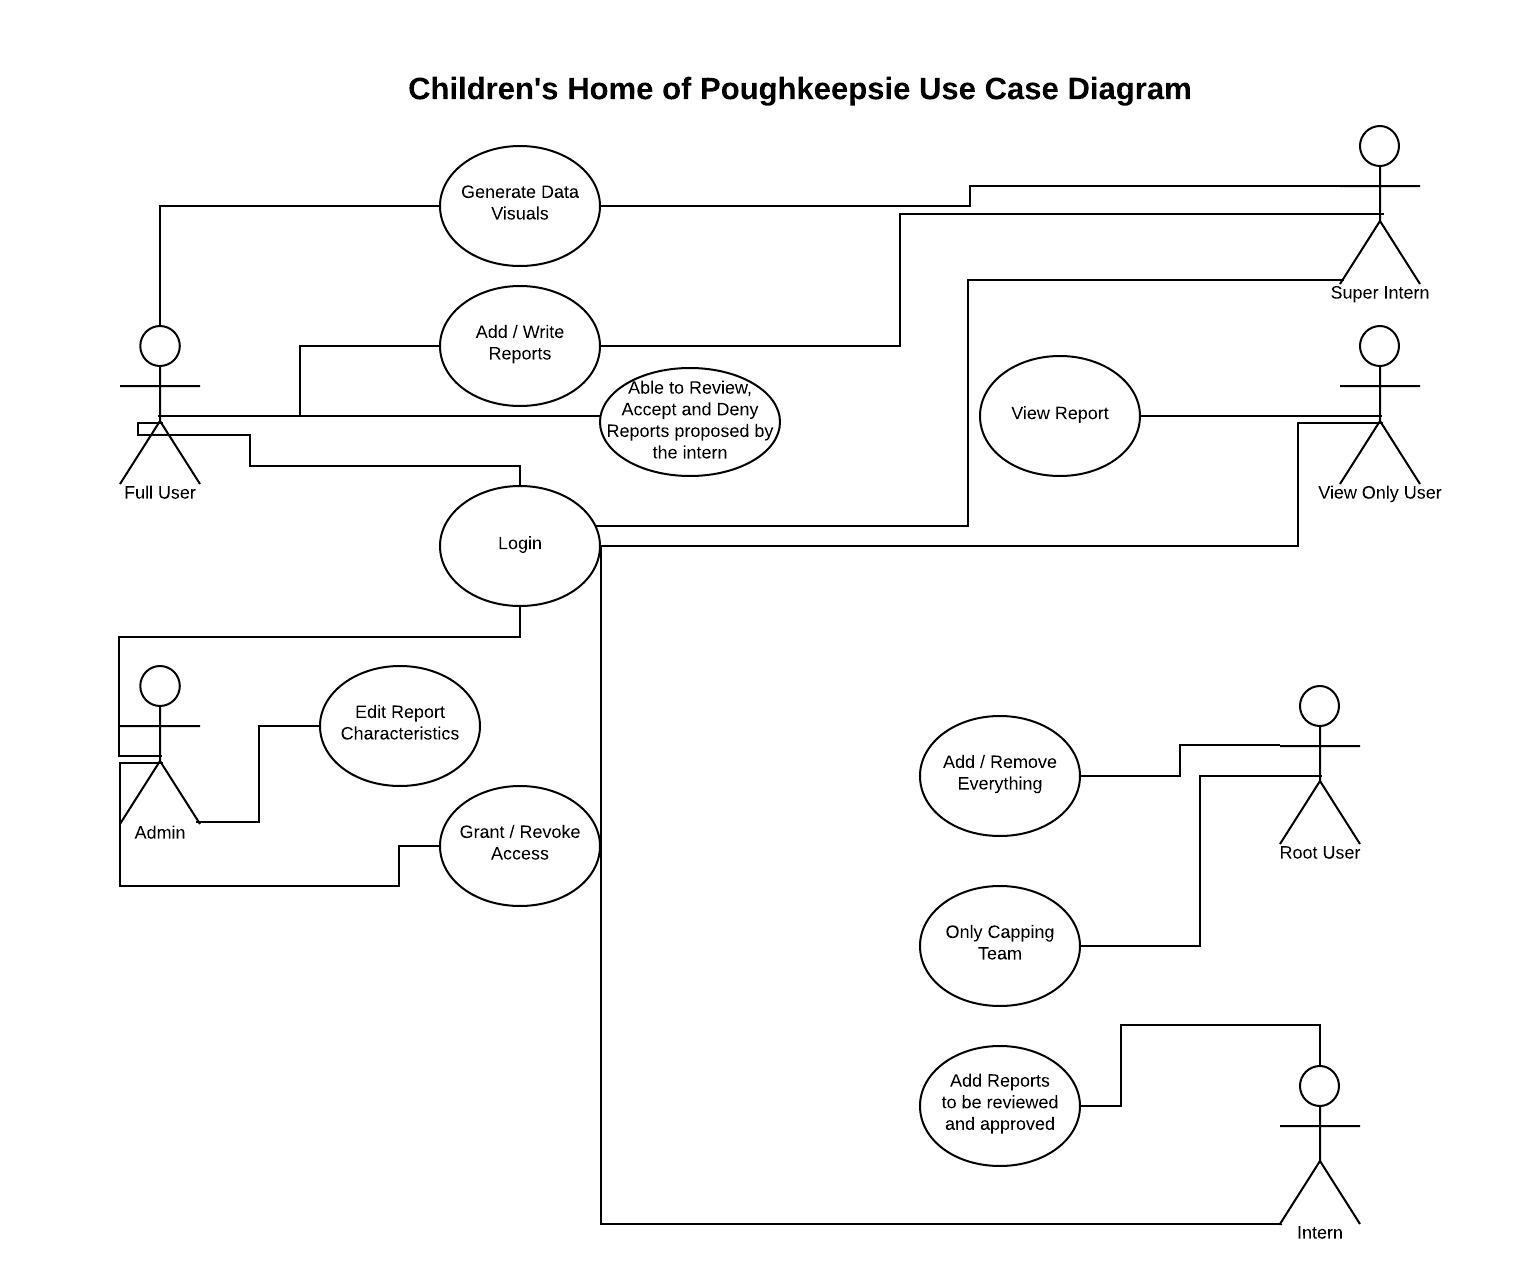 Children's Home of Poughkeepsie Use Case Diagram
Generate Data
Visuals
Super Intern
Add / Write
Reports
Able to Review,
Accept and Deny
Reports proposed by
the intern
View Report
Full User
View Only User
Login
Edit Report
Characteristics
Add / Remove
Everything
Admin
Grant / Revoke
Access
Root User
Only Capping
Team
Add Reports
to be reviewed
and approved
Intern